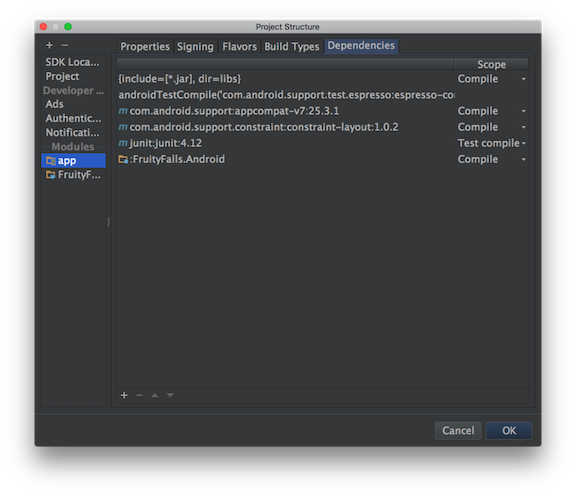 Project Structure
SDK Loca...
Project
Developer ...
Ads
Authentic...
Notificati...
Modules
app
FruityF...
Properties Signing Flavors Build Types Dependencies
Scope
{include=[*.jar], dir=libs} Compile
androidTestCompile('com.android.support.test.espresso:espresso-co
m com.android.support:appcompat-v7:25.3.1 Compile
m com.android.support.constraint:constraint-layout:1.0.2 Compile
m junit:junit:4.12 Test compile
:FruityFalls.Android Compile
Cancel OK